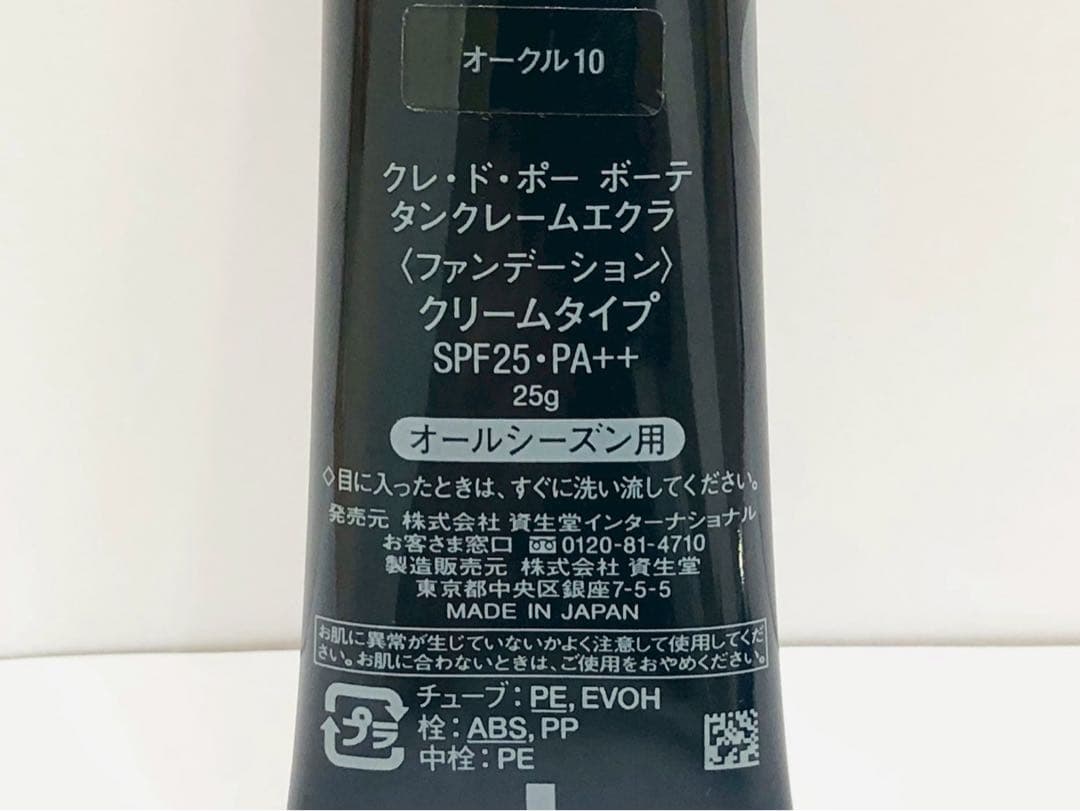 オークル10
クレ・ド・ポー ボーテ
タンクレームエクラ
〈ファンデーション〉
クリームタイプ
SPF25・PA++
25g
オールシーズン用
◇目に入ったときは、すぐに洗い流してください。
発売元 株式会社 資生堂インターナショナル
お客さま窓口 0120-81-4710
製造販売元 株式会社 資生堂
東京都中央区銀座7-5-5
MADE IN JAPAN
お肌に異常が生じていないかよく注意して使用してくだ
さい。お肌に合わないときは、ご使用をおやめください。
プラ
チューブ：PE, EVOH
栓：ABS, PP
中栓：PE